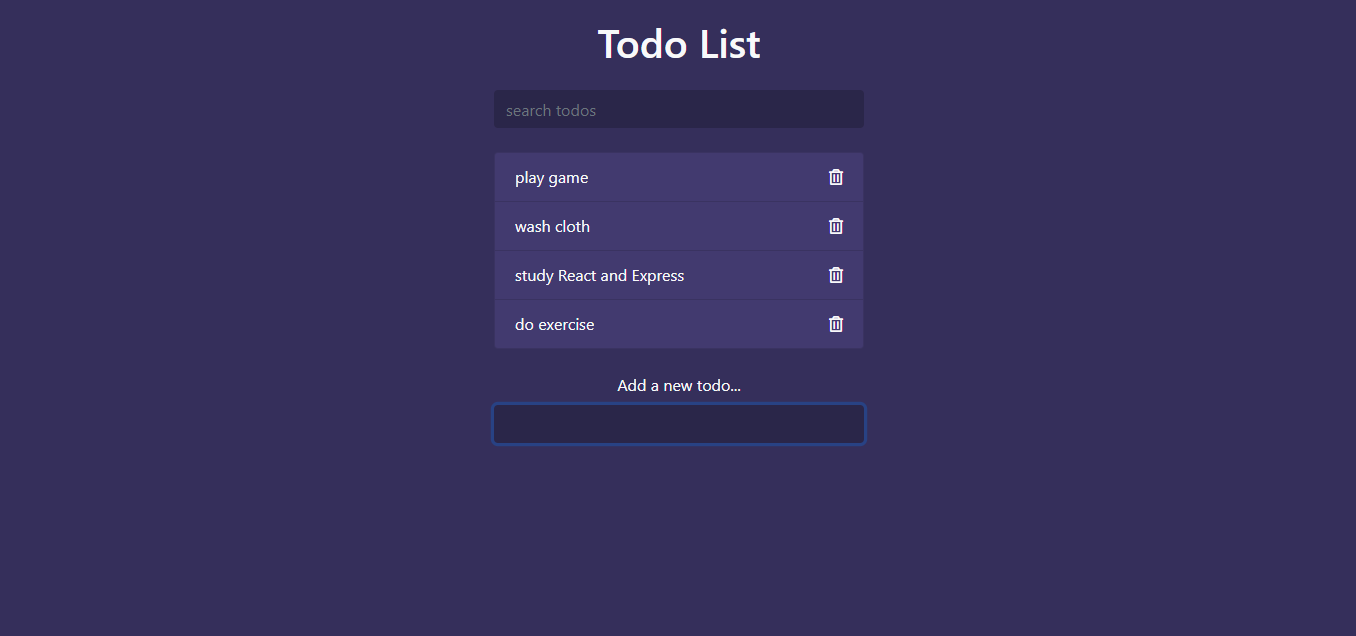 Todo List
search todos
play game
wash cloth
study React and Express
do exercise
Add a new todo...